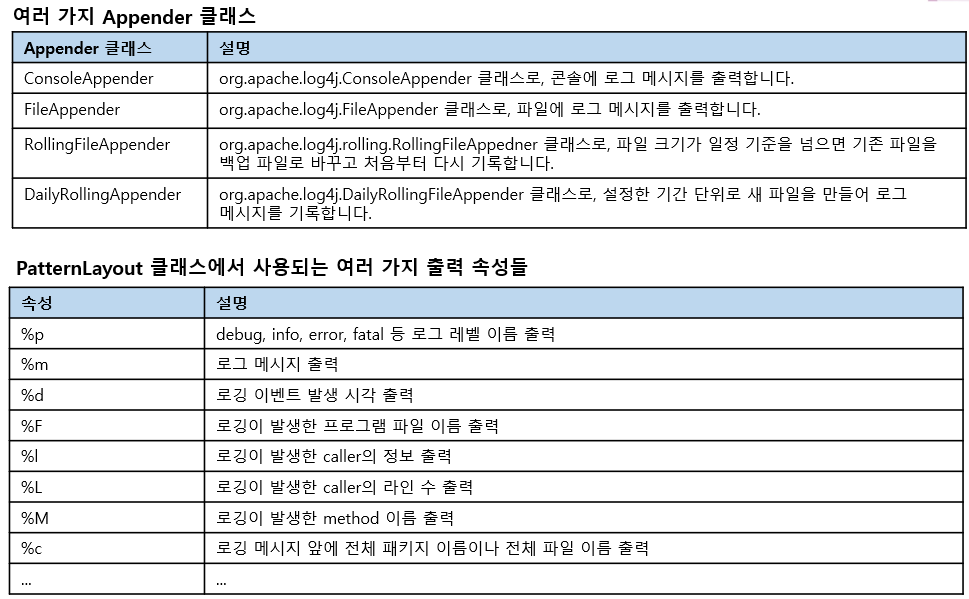 여러 가지 Appender 클래스
Appender 클래스 설명
ConsoleAppender org.apache.log4j.ConsoleAppender 클래스로, 콘솔에 로그 메시지를 출력합니다.
FileAppender org.apache.log4j.FileAppender 클래스로, 파일에 로그 메시지를 출력합니다.
RollingFileAppender org.apache.log4j.rolling.RollingFileAppedner 클래스로, 파일 크기가 일정 기준을 넘으면 기존 파일을
백업 파일로 바꾸고 처음부터 다시 기록합니다.
DailyRollingAppender org.apache.log4j.DailyRollingFileAppender 클래스로, 설정한 기간 단위로 새 파일을 만들어 로그
메시지를 기록합니다.
PatternLayout 클래스에서 사용되는 여러 가지 출력 속성들
속성 설명
%p debug, info, error, fatal 등 로그 레벨 이름 출력
%m 로그 메시지 출력
%d 로깅 이벤트 발생 시각 출력
%F 로깅이 발생한 프로그램 파일 이름 출력
%l 로깅이 발생한 caller의 정보 출력
%L 로깅이 발생한 caller의 라인 수 출력
%M 로깅이 발생한 method 이름 출력
%c 로깅 메시지 앞에 전체 패키지 이름이나 전체 파일 이름 출력
... ...